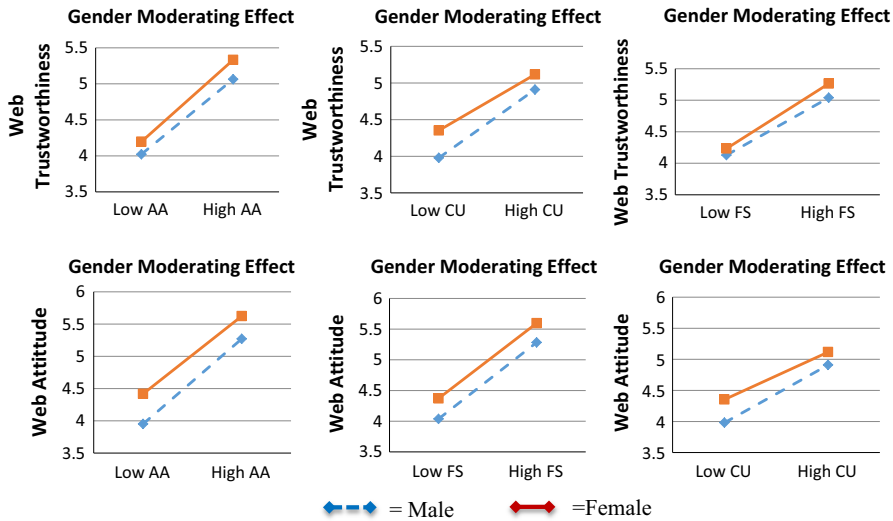 Gender Moderating Effect
Web
Trustworthiness
5.5
5
4.5
4
3.5
Low AA High AA
Gender Moderating Effect
Web
Trustworthiness
5.5
5
4.5
4
3.5
Low CU High CU
Gender Moderating Effect
Web Trustworthiness
5.5
5
4.5
4
3.5
Low FS High FS
Gender Moderating Effect
Web Attitude
6
5.5
5
4.5
4
3.5
Low AA High AA
Gender Moderating Effect
Web Attitude
6
5.5
5
4.5
4
3.5
Low FS High FS
Gender Moderating Effect
Web Attitude
6
5.5
5
4.5
4
3.5
Low CU High CU
= Male =Female